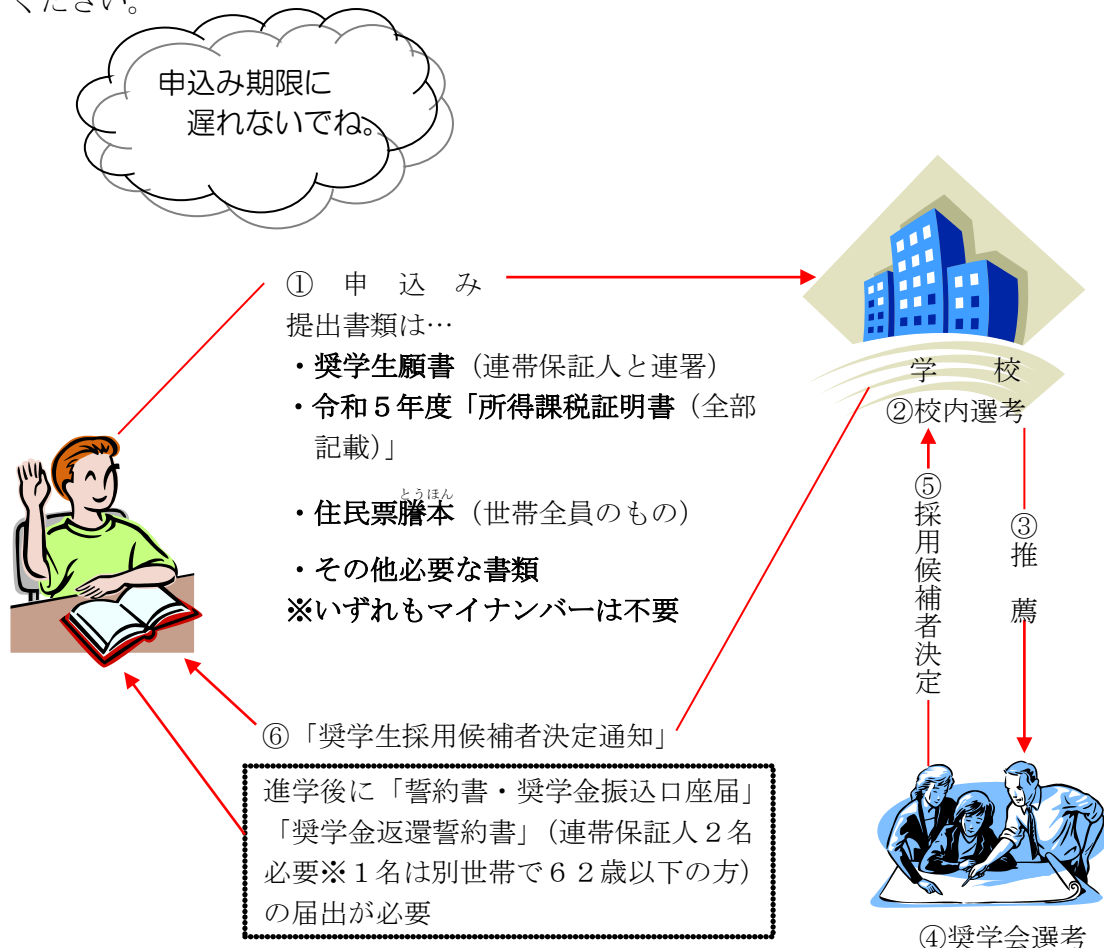 ください。
申込み期限に
遅れないでね。
① 申 込 み
提出書類は…
・奨学生願書（連帯保証人と連署）
・令和５年度「所得課税証明書（全部
記載）」
とうほん
・住民票謄本（世帯全員のもの）
・その他必要な書類
※いずれもマイナンバーは不要
学 校
②校内選考
③推 薦
④奨学会選考
⑤採用候補者決定
⑥「奨学生採用候補者決定通知」
進学後に「誓約書・奨学金振込口座届」
「奨学金返還誓約書」（連帯保証人２名
必要※１名は別世帯で６２歳以下の方）
の届出が必要